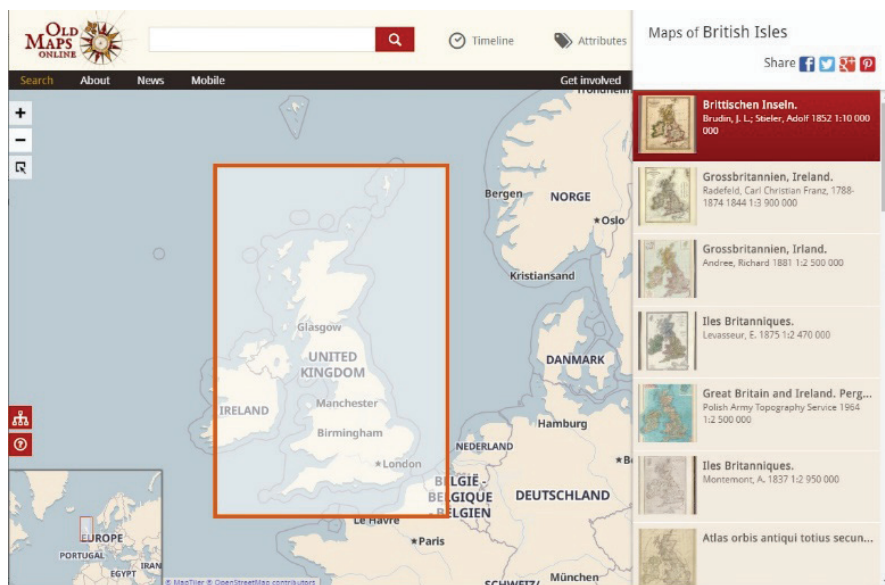 OLD
MAPS
ONLINE
Timeline
Attributes
Maps of British Isles
Share
Search
About
News
Mobile
Get involved
Brittischen Inseln.
Brudin, J. L.; Stieler, Adolf 1852 1:10 000
000
Grossbritannien, Ireland.
Radefeld, Carl Christian Franz, 1788-
1874 1844 1:3 900 000
Grossbritannien, Irland.
Andree, Richard 1881 1:2 500 000
Iles Britanniques.
Levasseur, E. 1875 1:2 470 000
Great Britain and Ireland. Perg...
Polish Army Topography Service 1964
1:2 500 000
Iles Britanniques.
Montemont, A. 1837 1:2 950 000
Atlas orbis antiqui totius secun...
Trondheim
Bergen
NORGE
Oslo
Kristiansand
Glasgow
UNITED
KINGDOM
DANMARK
IRELAND
Manchester
Birmingham
Hamburg
London
NEDERLAND
BELGIË -
BELGIQUE
- BELGIEN
DEUTSCHLAND
Le Havre
Paris
München
SCHWEIZ/
EUROPE
PORTUGAL
IRAN
EGYPT
© MapTiler © OpenStreetMap contributors